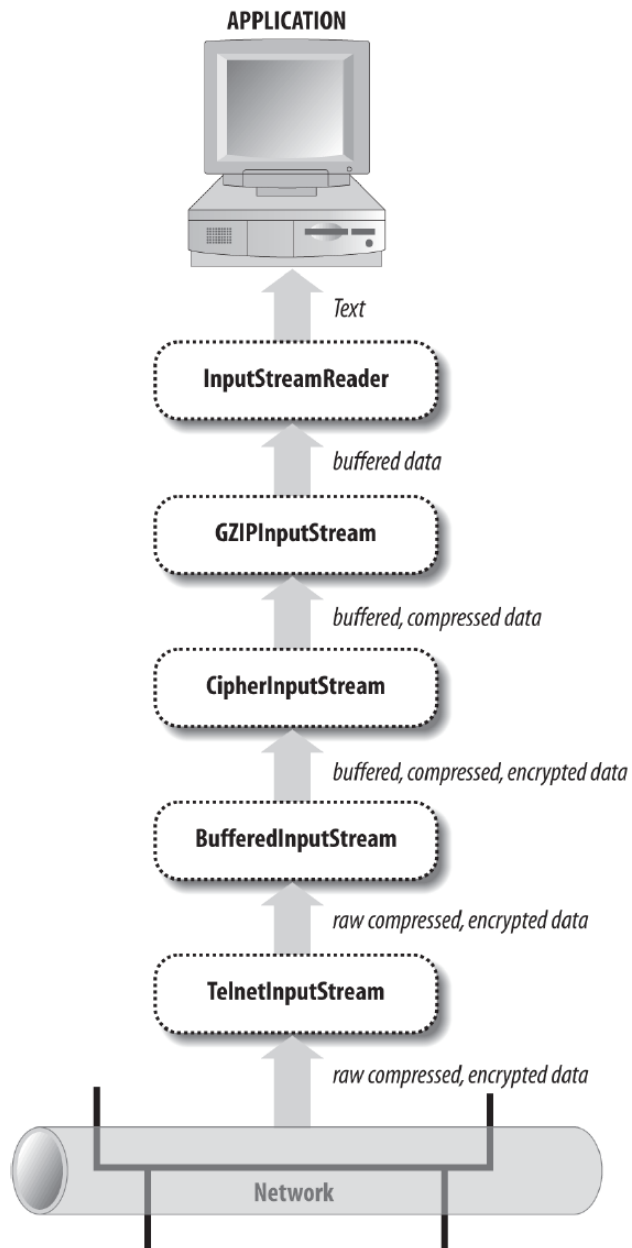 APPLICATION
Text
InputStreamReader
buffered data
GZIPInputStream
buffered, compressed data
CipherInputStream
buffered, compressed, encrypted data
BufferedInputStream
raw compressed, encrypted data
TelnetInputStream
raw compressed, encrypted data
Network